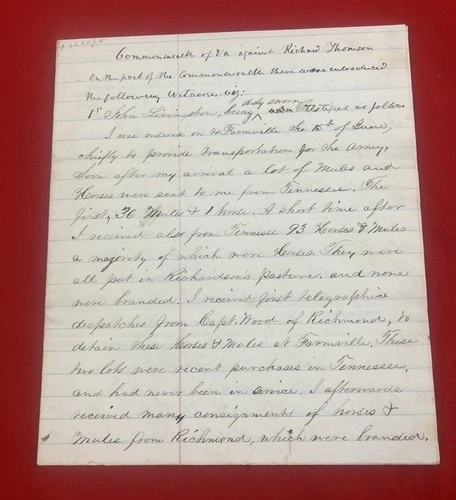 Commonwealth of Va against Richard Thomson
On the part of the Commonwealth there were introduced
the following Witnesses viz:
1st John Livingston, being duly sworn testified as follows
I was ordered on to Farmville the 15th of June,
chiefly to provide transportation for the Army,
Soon after my arrival a lot of Mules and
Horses were sent to me from Tennessee. The
first, 36 Mules & 1 horse. A short time after
I received also from Tennesse 93 Horses & Mules
a majority of which were Horses. They were
all put in Richardson's pasture, and none
were branded. I received first telegraphice
despatches from Capt. Wood of Richmond, to
detain these Horses & Mules at Farmville. These
two lots were recent purchases in Tennessee,
and had never been in service. I afterwards
received many consignments of horses &
Mules from Richmond, which were branded.